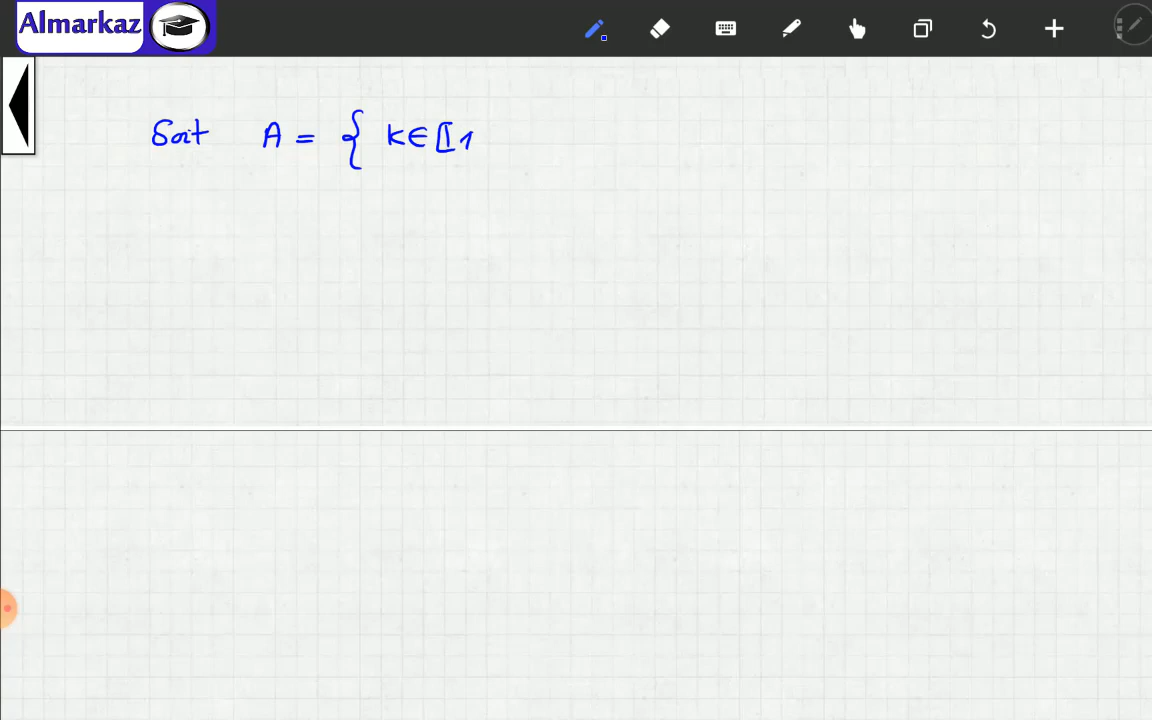 Almarkaz
Soit A = { k ∈ ⟦1